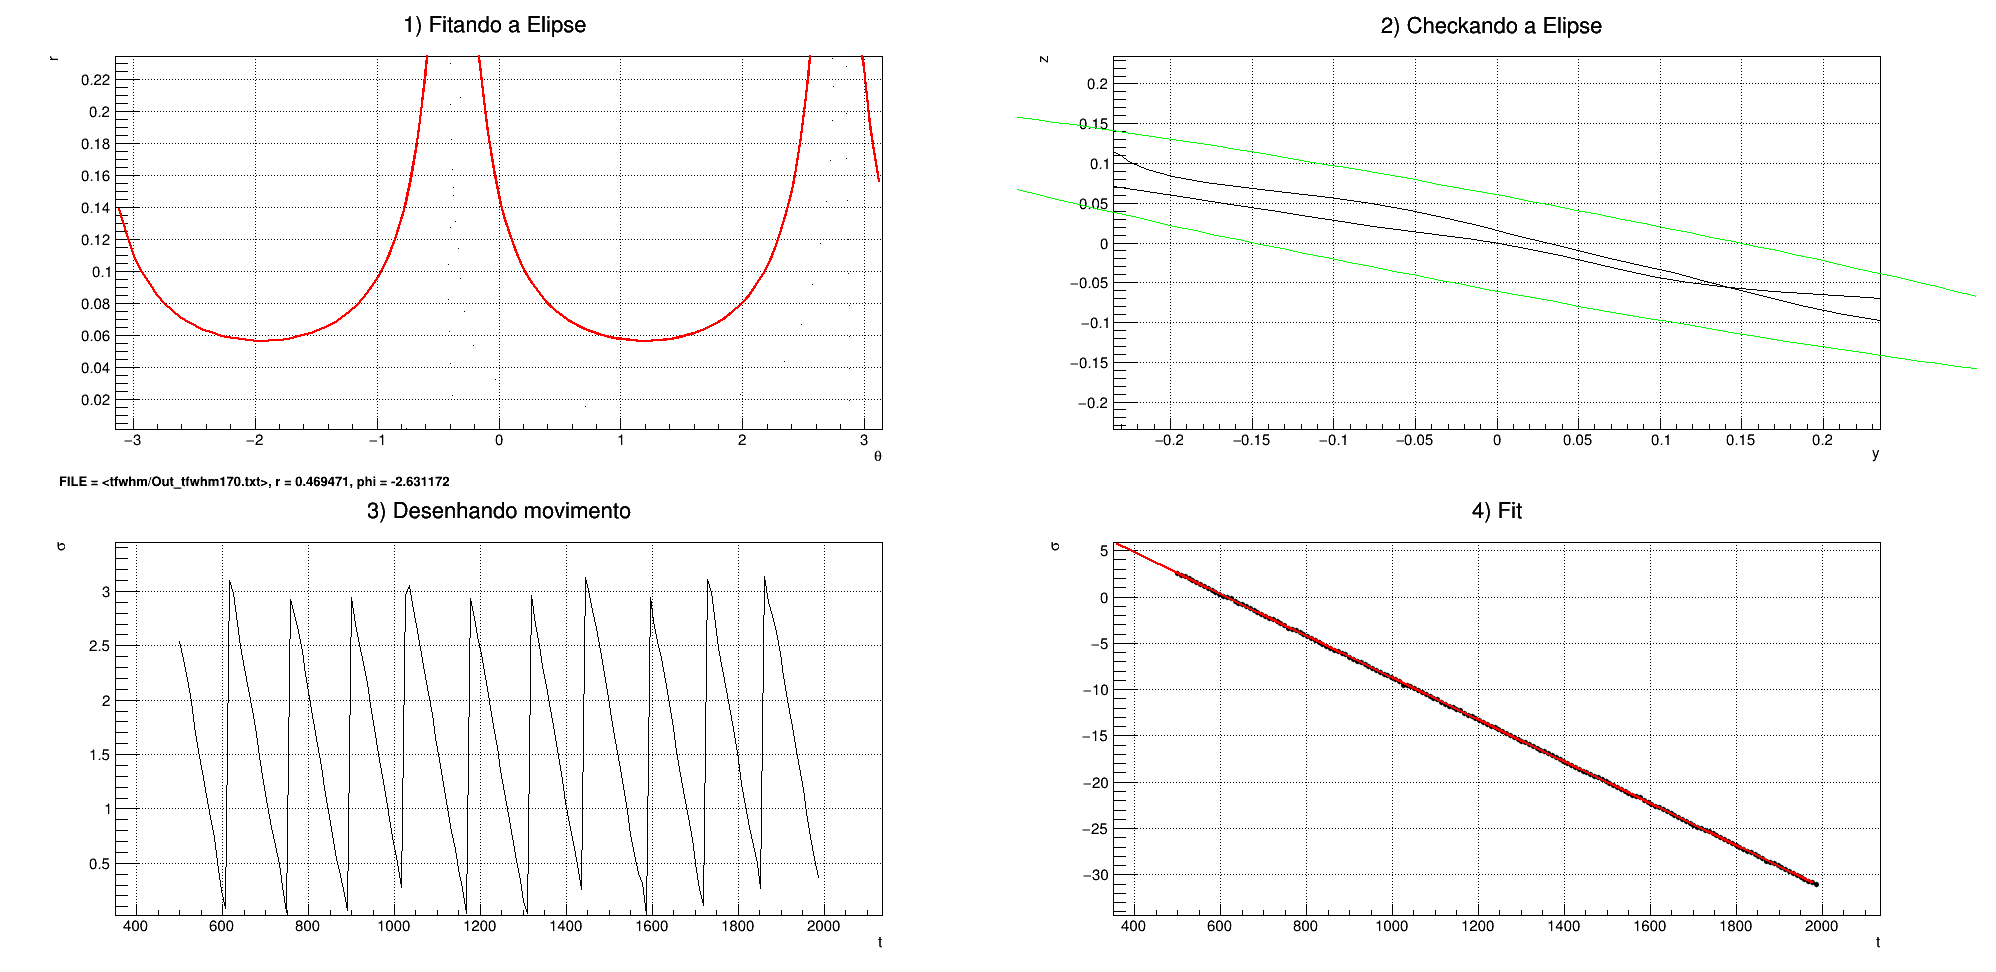 1) Fitando a Elipse
r
0.22
0.2
0.18
0.16
0.14
0.12
0.1
0.08
0.06
0.04
0.02
−3 −2 −1 0 1 2 3
θ
2) Checkando a Elipse
z
0.2
0.15
0.1
0.05
0
−0.05
−0.1
−0.15
−0.2
−0.2 −0.15 −0.1 −0.05 0 0.05 0.1 0.15 0.2
y
FILE = <tfwhm/Out_tfwhm170.txt>, r = 0.469471, phi = -2.631172
3) Desenhando movimento
σ
3
2.5
2
1.5
1
0.5
400 600 800 1000 1200 1400 1600 1800 2000
t
4) Fit
σ
5
0
−5
−10
−15
−20
−25
−30
400 600 800 1000 1200 1400 1600 1800 2000
t